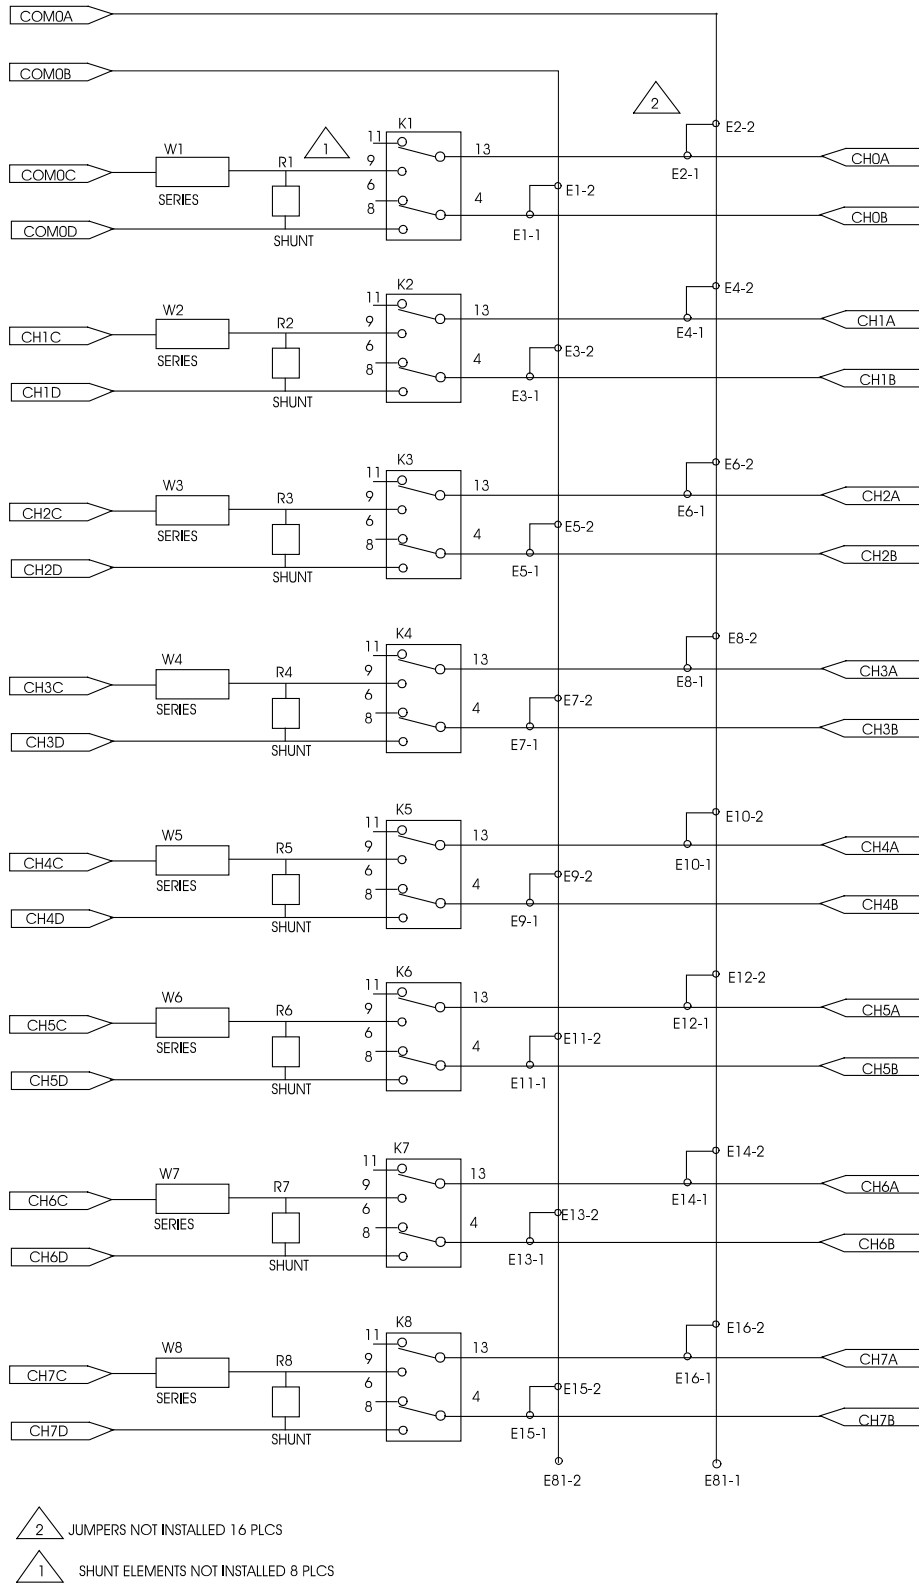 COM0A
COM0B
2
K1
E2-2
W1
1
11
13
R1
9
CH0A
COM0C
E2-1
6
E1-2
SERIES
8
4
CH0B
COM0D
SHUNT
E1-1
K2
E4-2
W2
11
13
R2
9
CH1A
CH1C
E4-1
6
E3-2
SERIES
8
4
CH1B
CH1D
SHUNT
E3-1
K3
E6-2
W3
11
13
R3
9
CH2A
CH2C
E6-1
6
E5-2
SERIES
8
4
CH2B
CH2D
SHUNT
E5-1
K4
E8-2
W4
11
13
R4
9
CH3A
CH3C
E8-1
6
E7-2
SERIES
8
4
CH3B
CH3D
SHUNT
E7-1
K5
E10-2
W5
11
13
R5
9
CH4A
CH4C
E10-1
6
E9-2
SERIES
8
4
CH4B
CH4D
SHUNT
E9-1
K6
E12-2
W6
11
13
R6
9
CH5A
CH5C
E12-1
6
E11-2
SERIES
8
4
CH5B
CH5D
SHUNT
E11-1
K7
E14-2
W7
11
13
R7
9
CH6A
CH6C
E14-1
6
E13-2
SERIES
8
4
CH6B
CH6D
SHUNT
E13-1
K8
E16-2
W8
11
13
R8
9
CH7A
CH7C
E16-1
6
E15-2
SERIES
8
4
CH7B
CH7D
SHUNT
E15-1
E81-2
E81-1
2 JUMPERS NOT INSTALLED 16 PLCS
1 SHUNT ELEMENTS NOT INSTALLED 8 PLCS